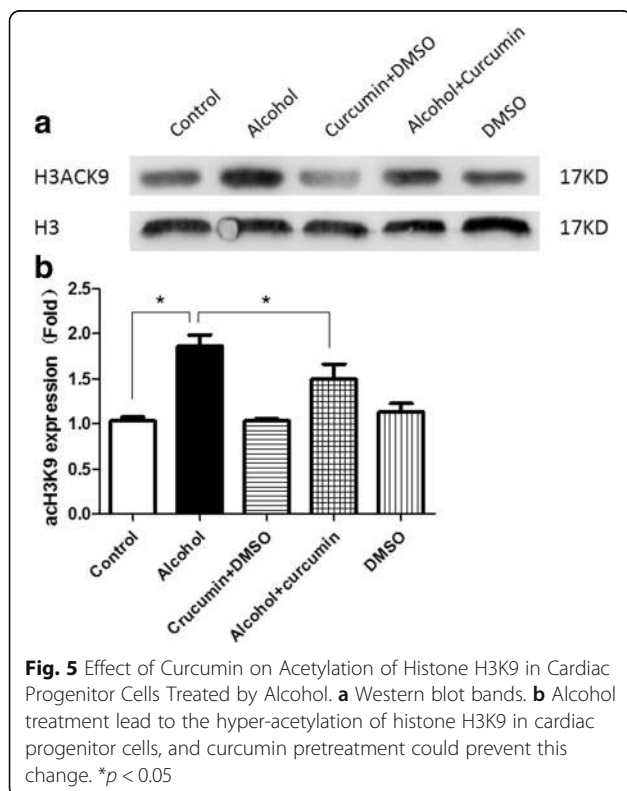 a
Control Alcohol Curcumin+DMSO Alcohol+Curcumin DMSO
H3ACK9 17KD
H3 17KD
b
acH3K9 expression (Fold)
2.5
2.0
1.5
1.0
0.5
0.0
* *
Control Alcohol Crucumin+DMSO Alcohol+curcumin DMSO
Fig. 5 Effect of Curcumin on Acetylation of Histone H3K9 in Cardiac
Progenitor Cells Treated by Alcohol. a Western blot bands. b Alcohol
treatment lead to the hyper-acetylation of histone H3K9 in cardiac
progenitor cells, and curcumin pretreatment could prevent this
change. *p < 0.05